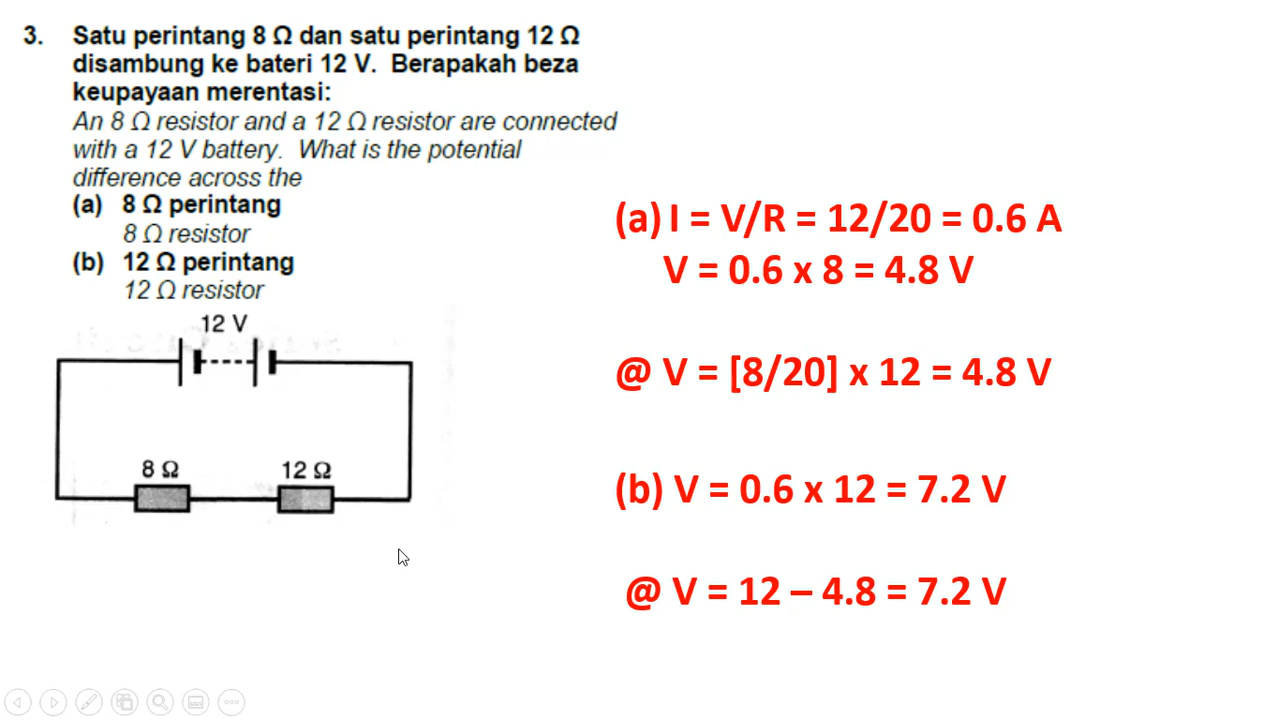 3. Satu perintang 8 Ω dan satu perintang 12 Ω
disambung ke bateri 12 V. Berapakah beza
keupayaan merentasi:
An 8 Ω resistor and a 12 Ω resistor are connected
with a 12 V battery. What is the potential
difference across the
(a) 8 Ω perintang
8 Ω resistor
(b) 12 Ω perintang
12 Ω resistor
12 V
8 Ω
12 Ω
(a) I = V/R = 12/20 = 0.6 A
V = 0.6 x 8 = 4.8 V
@ V = [8/20] x 12 = 4.8 V
(b) V = 0.6 x 12 = 7.2 V
@ V = 12 – 4.8 = 7.2 V